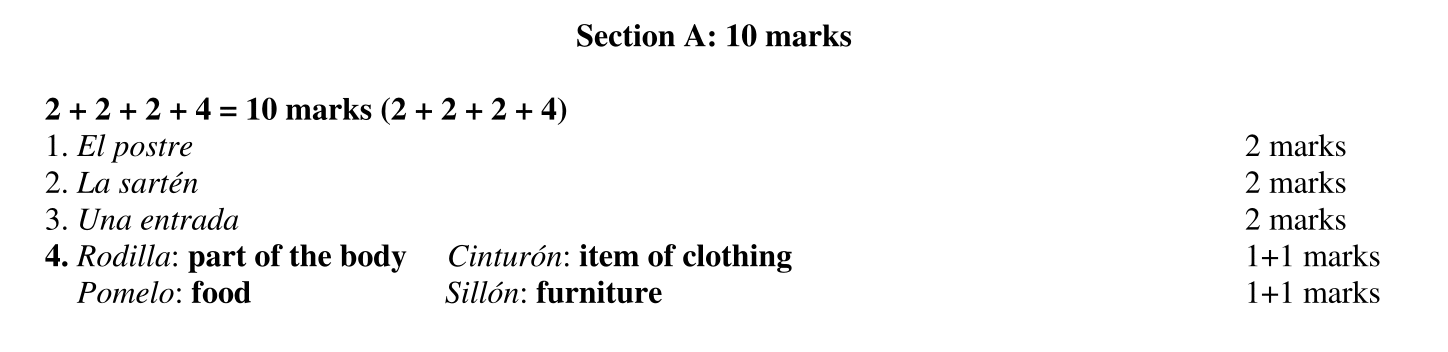 Section A: 10 marks
2 + 2 + 2 + 4 = 10 marks (2 + 2 + 2 + 4)
1. El postre 2 marks
2. La sartén 2 marks
3. Una entrada 2 marks
4. Rodilla: part of the body Cinturón: item of clothing 1+1 marks
Pomelo: food Sillón: furniture 1+1 marks